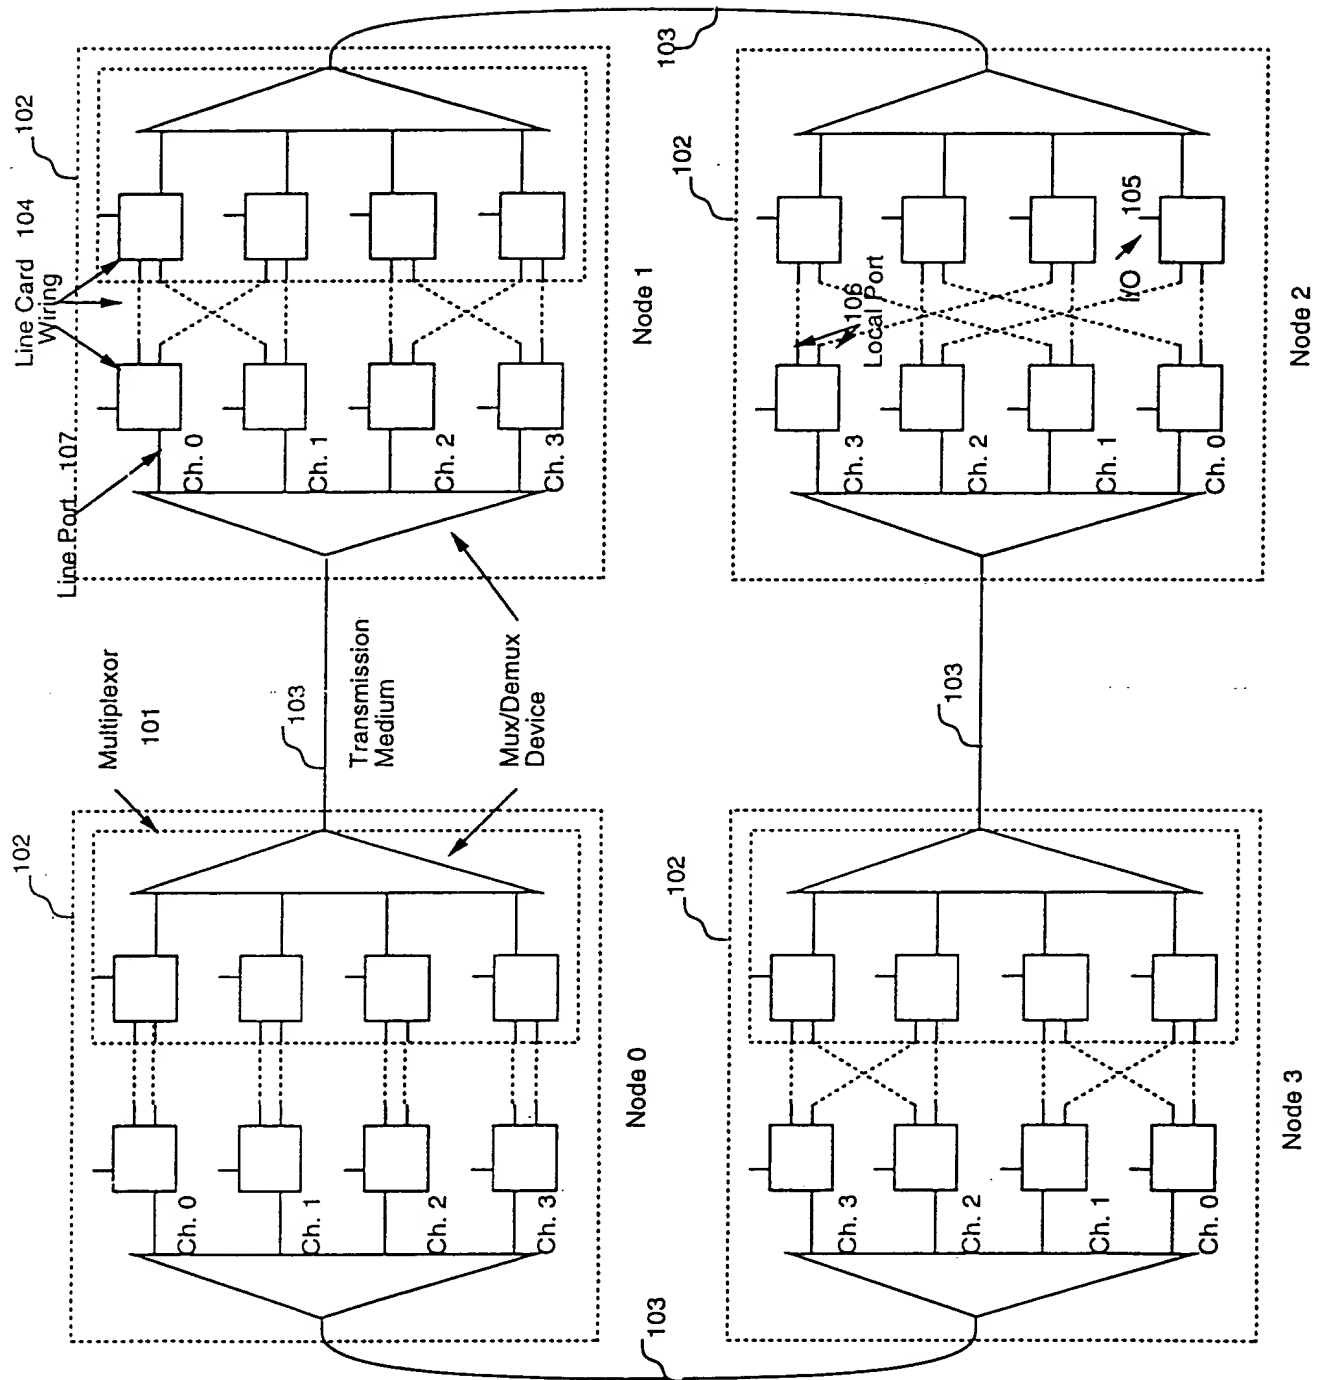 102
Line Card 104
Wiring
Line Port 107
Ch. 0
Ch. 1
Ch. 2
Ch. 3
Node 1
103
102
106
Local Port
I/O 105
Ch. 3
Ch. 2
Ch. 1
Ch. 0
Node 2
Multiplexor
101
103
Transmission
Medium
Mux/Demux
Device
103
102
Ch. 0
Ch. 1
Ch. 2
Ch. 3
Node 0
102
Ch. 3
Ch. 2
Ch. 1
Ch. 0
Node 3
103